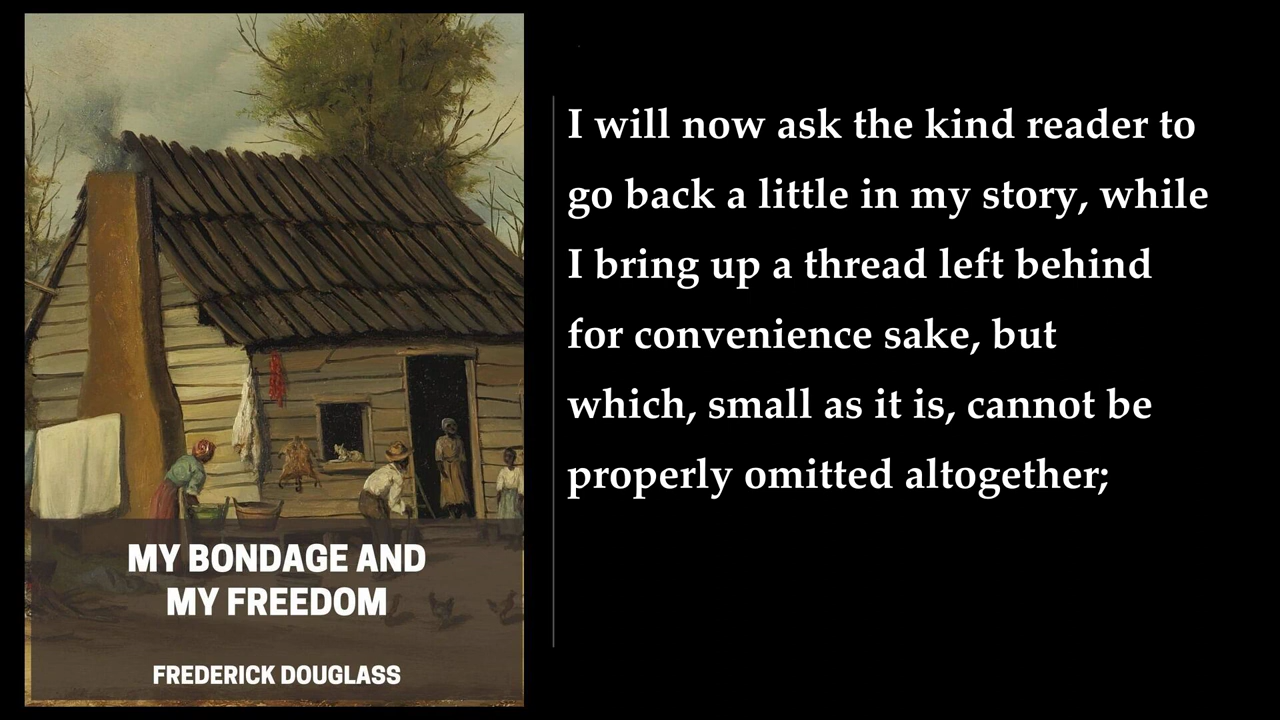 MY BONDAGE AND
MY FREEDOM
FREDERICK DOUGLASS
I will now ask the kind reader to
go back a little in my story, while
I bring up a thread left behind
for convenience sake, but
which, small as it is, cannot be
properly omitted altogether;